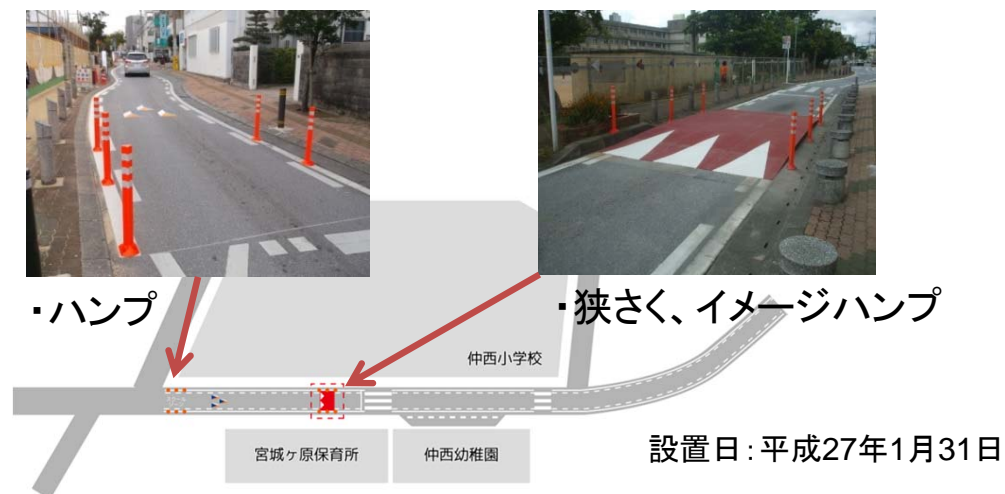 ・ハンプ
・狭さく、イメージハンプ
仲西小学校
宮城ヶ原保育所
仲西幼稚園
設置日：平成27年1月31日